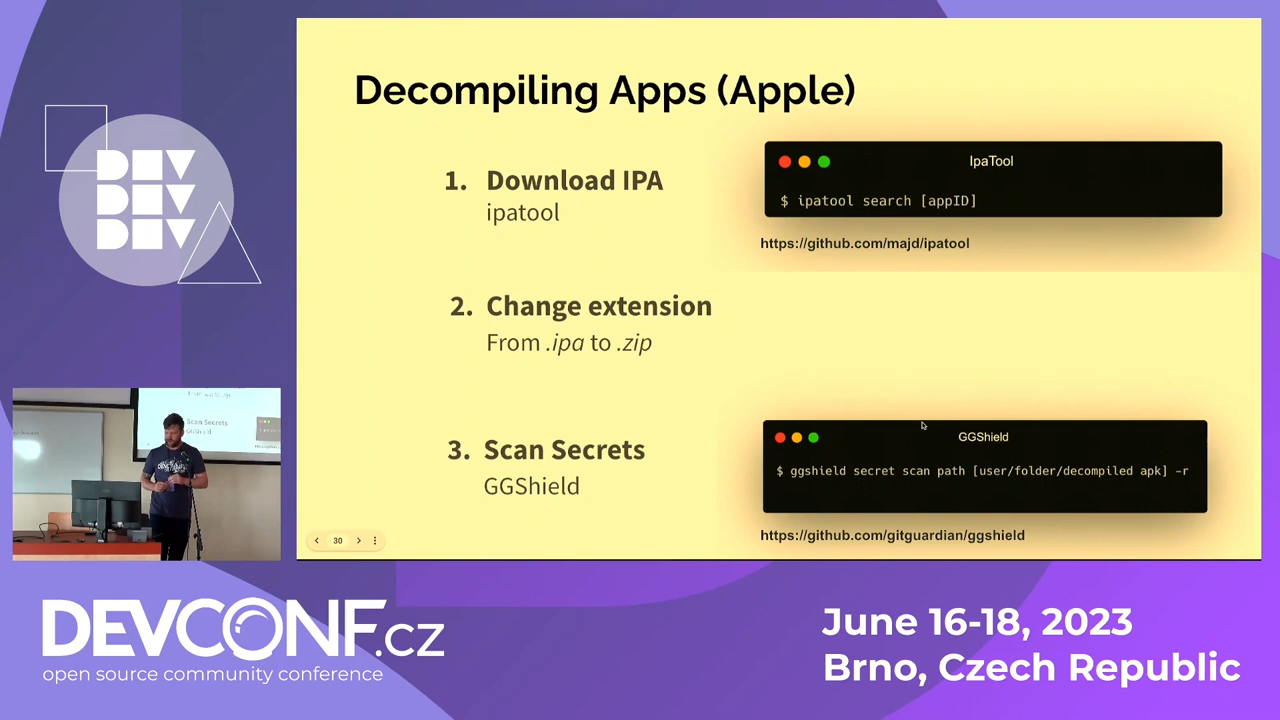 Decompiling Apps (Apple)
1. Download IPA
ipatool
IpaTool
$ ipatool search [appID]
https://github.com/majd/ipatool
2. Change extension
From .ipa to .zip
3. Scan Secrets
GGShield
GGShield
$ ggshield secret scan path [user/folder/decompiled apk] -r
https://github.com/gitguardian/ggshield
30
DEV
DEV
DEV
Scan Secrets
GGShield
DEVCONF.cz
open source community conference
June 16-18, 2023
Brno, Czech Republic